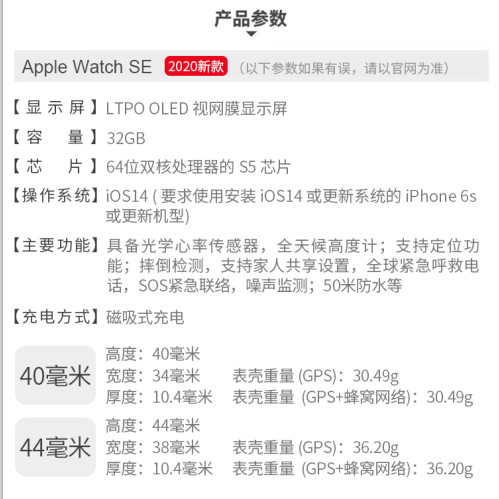 产品参数
Apple Watch SE 2020新款 （以下参数如果有误，请以官网为准）
【显示屏】LTPO OLED 视网膜显示屏
【容量】32GB
【芯片】64位双核处理器的 S5 芯片
【操作系统】iOS14 ( 要求使用安装 iOS14 或更新系统的 iPhone 6s
或更新机型)
【主要功能】具备光学心率传感器，全天候高度计；支持定位功
能；摔倒检测，支持家人共享设置，全球紧急呼救电
话，SOS紧急联络，噪声监测；50米防水等
【充电方式】磁吸式充电
40毫米
高度：40毫米
宽度：34毫米 表壳重量 (GPS)：30.49g
厚度：10.4毫米 表壳重量 (GPS+蜂窝网络)：30.49g
44毫米
高度：44毫米
宽度：38毫米 表壳重量 (GPS)：36.20g
厚度：10.4毫米 表壳重量 (GPS+蜂窝网络)：36.20g